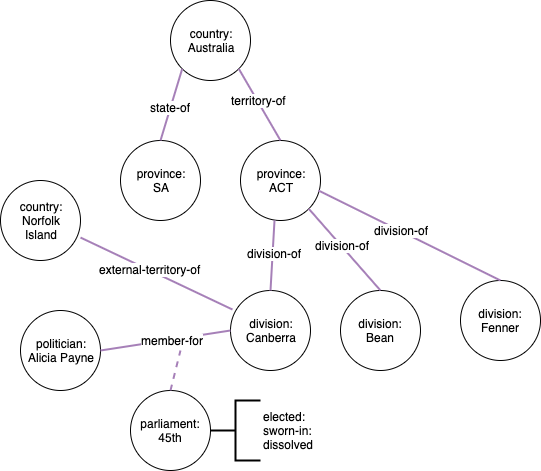 country:
Australia
state-of
territory-of
province:
SA
province:
ACT
country:
Norfolk
Island
division-of
division-of
division-of
external-territory-of
division:
Canberra
division:
Bean
division:
Fenner
politician:
Alicia Payne
member-for
parliament:
45th
elected:
sworn-in:
dissolved